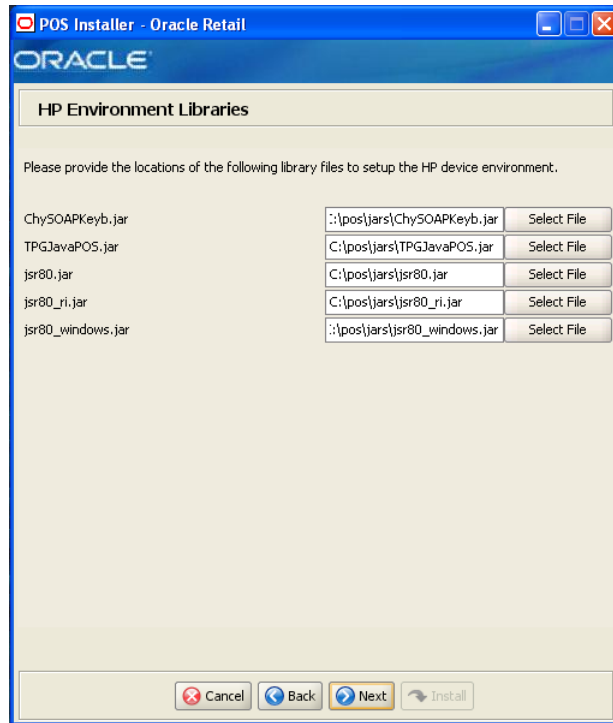 POS Installer - Oracle Retail
ORACLE
HP Environment Libraries
Please provide the locations of the following library files to setup the HP device environment.
ChySOAPKeyb.jar :\pos\jars\ChySOAPKeyb.jar Select File
TPGJavaPOS.jar C:\pos\jars\TPGJavaPOS.jar Select File
jsr80.jar C:\pos\jars\jsr80.jar Select File
jsr80_ri.jar C:\pos\jars\jsr80_ri.jar Select File
jsr80_windows.jar :\pos\jars\jsr80_windows.jar Select File
Cancel Back Next Install